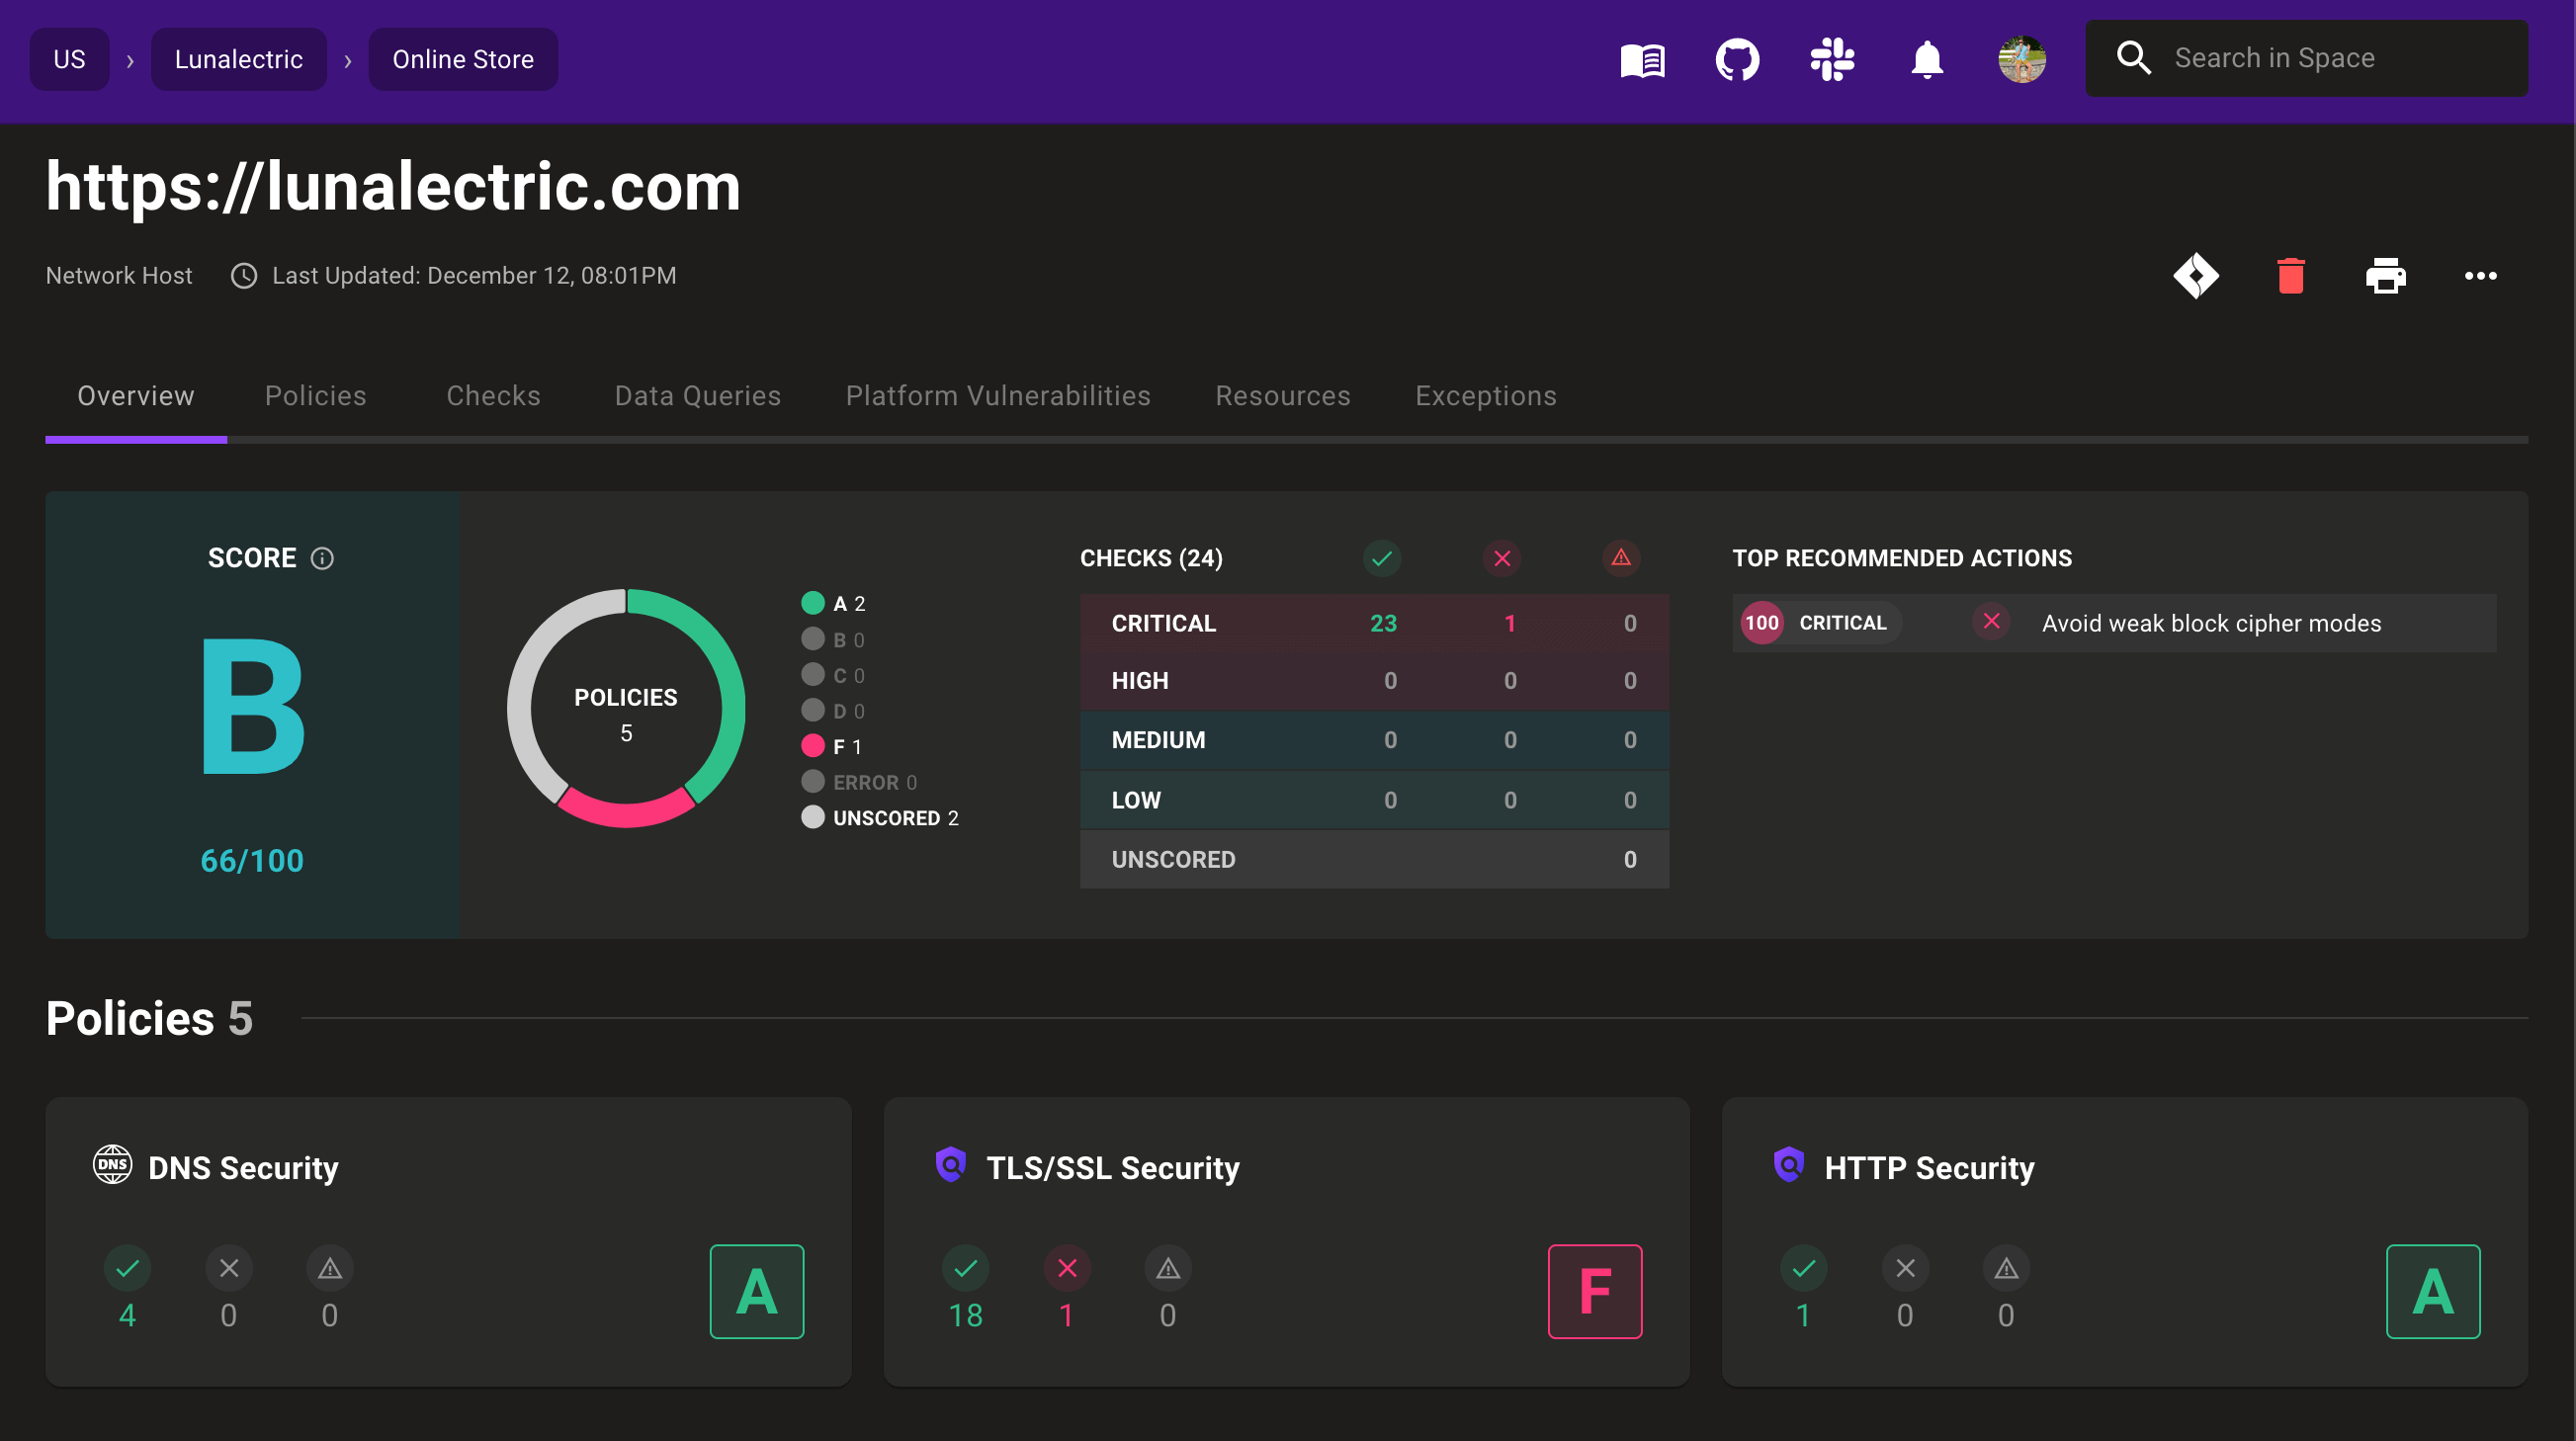 US › Lunalectric › Online Store
Search in Space
https://lunalectric.com
Network Host Last Updated: December 12, 08:01PM
Overview Policies Checks Data Queries Platform Vulnerabilities Resources Exceptions
SCORE
B
66/100
POLICIES
5
A 2
B 0
C 0
D 0
F 1
ERROR 0
UNSCORED 2
CHECKS (24)
CRITICAL 23 1 0
HIGH 0 0 0
MEDIUM 0 0 0
LOW 0 0 0
UNSCORED 0
TOP RECOMMENDED ACTIONS
100 CRITICAL Avoid weak block cipher modes
Policies 5
DNS DNS Security
4 0 0
A
TLS/SSL Security
18 1 0
F
HTTP Security
1 0 0
A